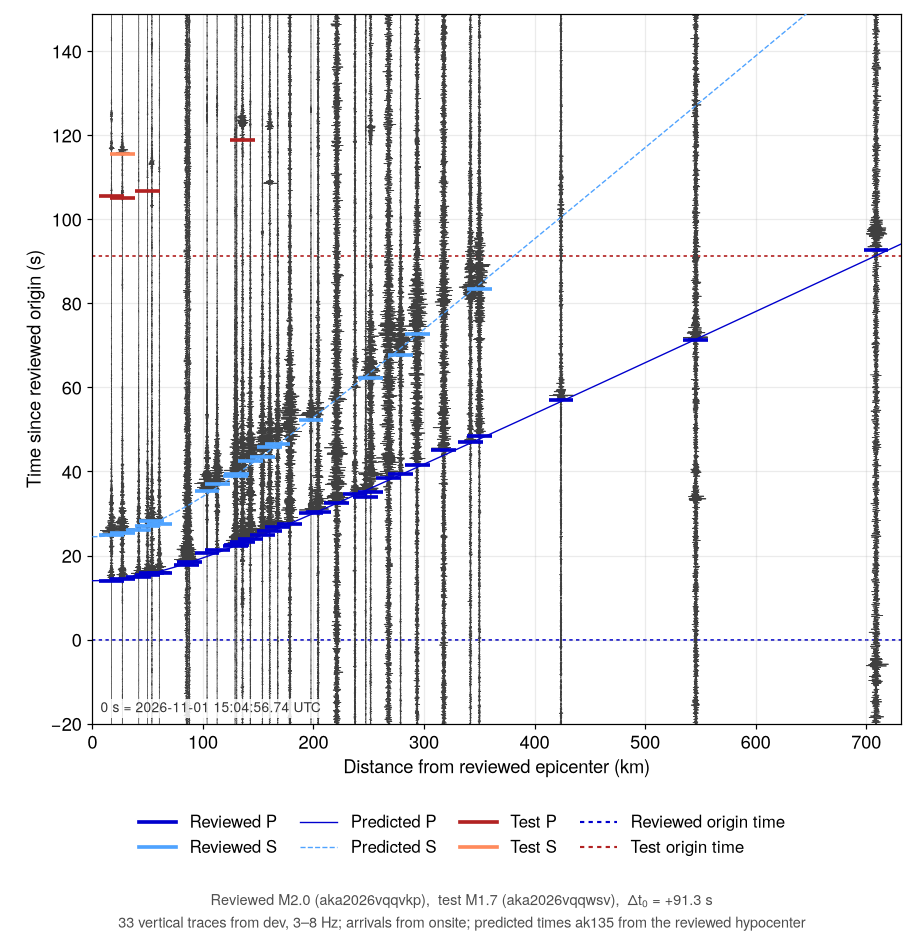 140
120
100
80
60
40
20
0
−20
Time since reviewed origin (s)
0 s = 2026-11-01 15:04:56.74 UTC
0 100 200 300 400 500 600 700
Distance from reviewed epicenter (km)
Reviewed P Predicted P Test P Reviewed origin time
Reviewed S Predicted S Test S Test origin time
Reviewed M2.0 (aka2026vqqvkp), test M1.7 (aka2026vqqwsv), Δt₀ = +91.3 s
33 vertical traces from dev, 3–8 Hz; arrivals from onsite; predicted times ak135 from the reviewed hypocenter